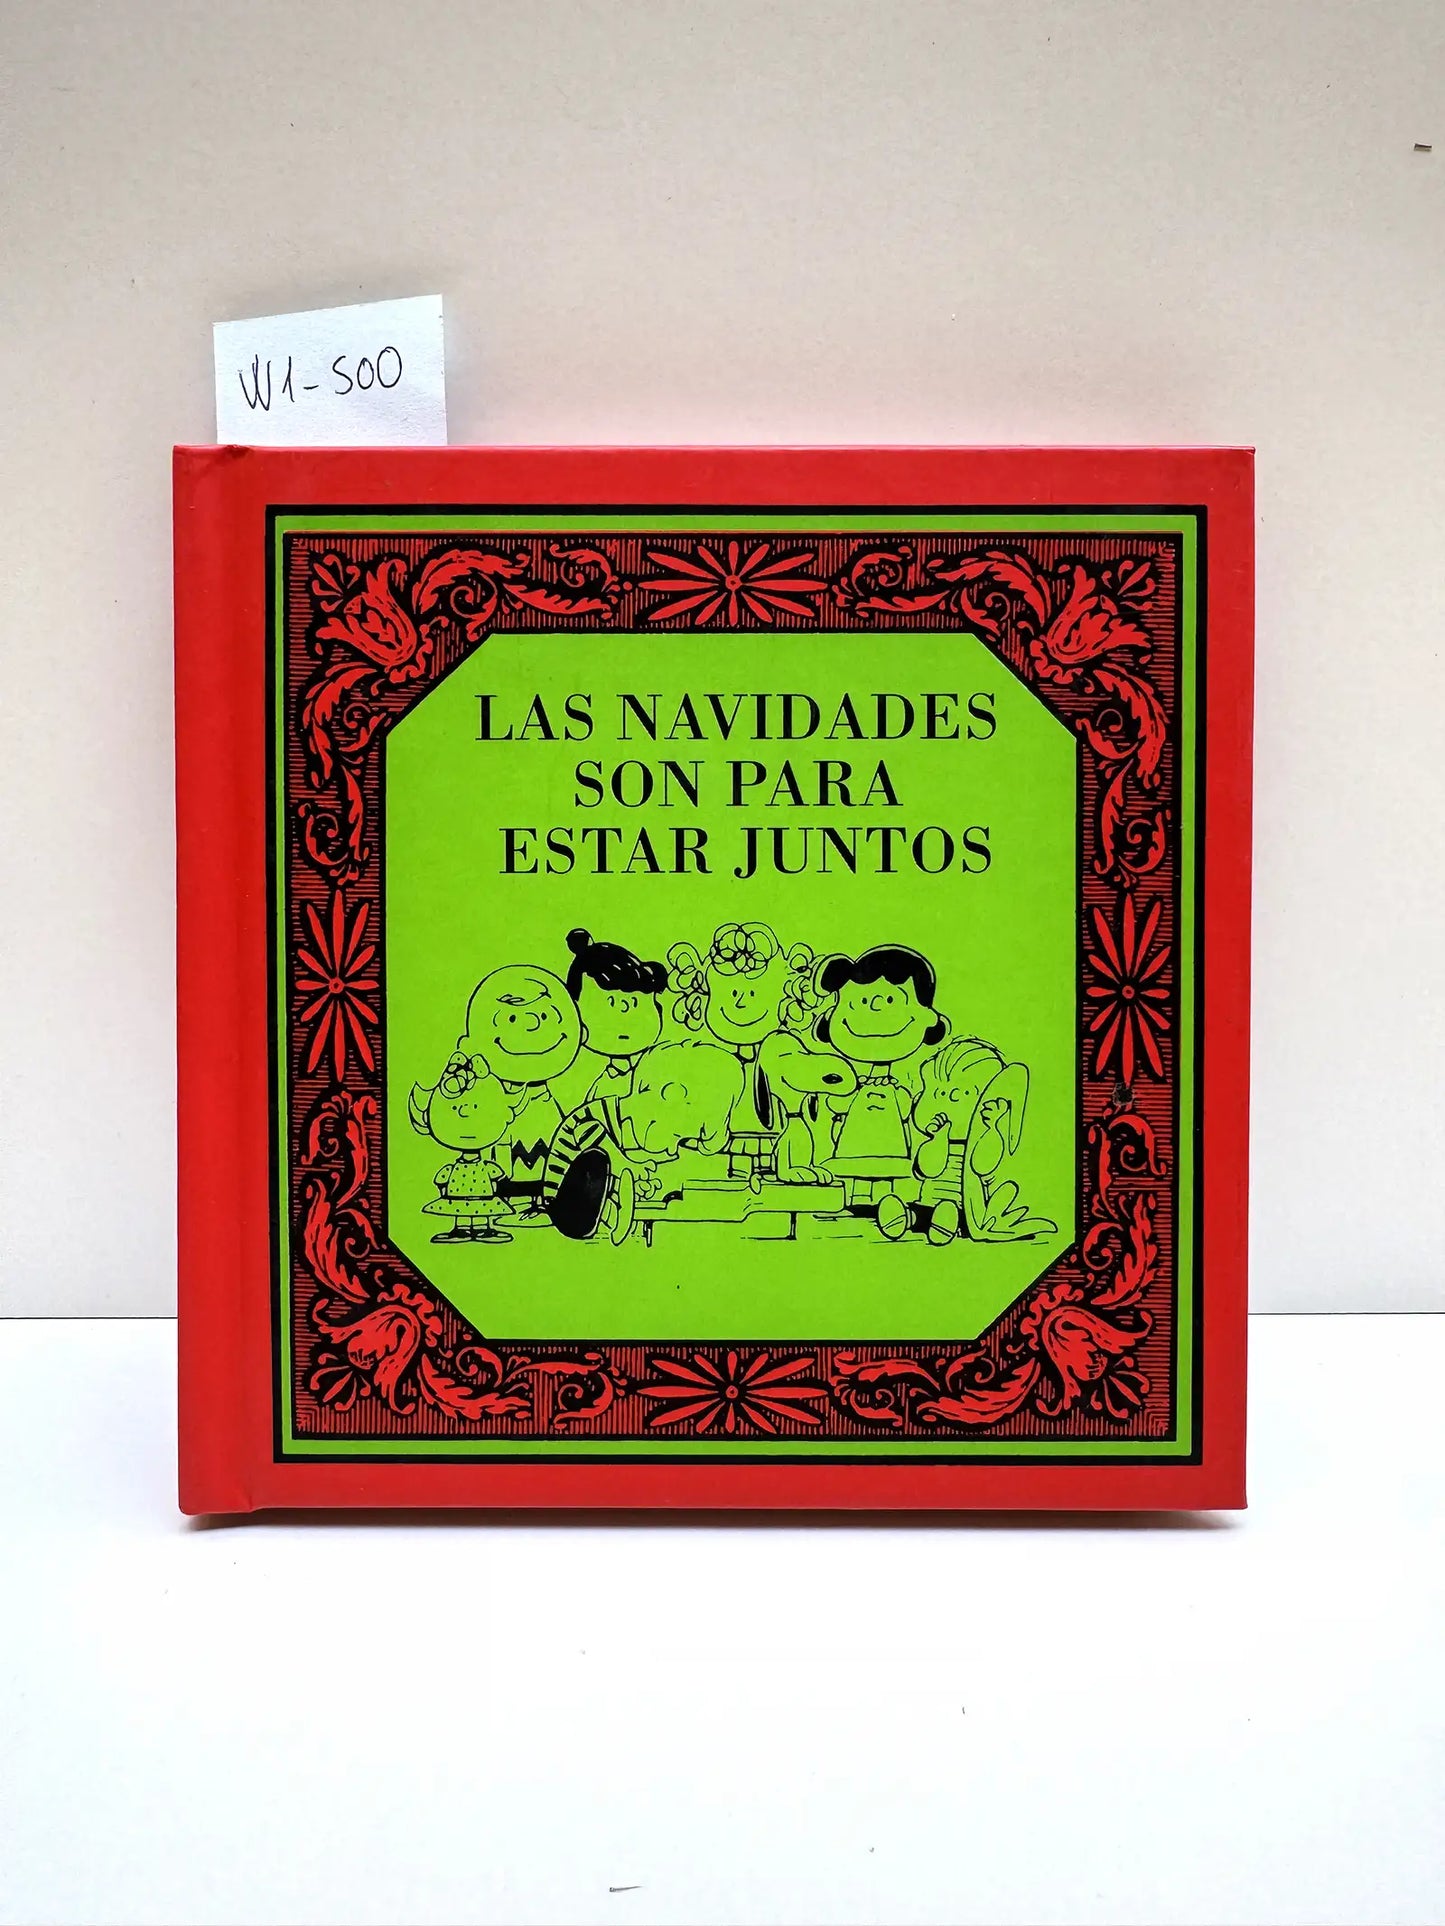 W1-500
LAS NAVIDADES
SON PARA
ESTAR JUNTOS